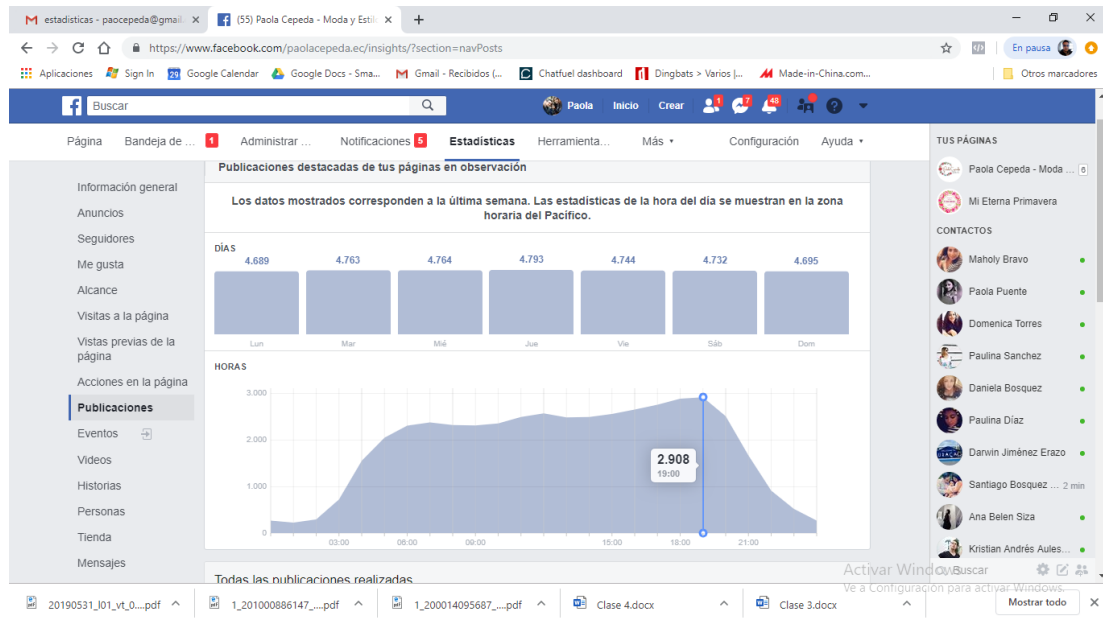 estadisticas - paocepeda@gmail.
(55) Paola Cepeda - Moda y Estilo
https://www.facebook.com/paolacepeda.ec/insights/?section=navPosts
En pausa
Aplicaciones
Sign In
Google Calendar
Google Docs - Sma...
Gmail - Recibidos (...
Chatfuel dashboard
Dingbats > Varios |...
Made-in-China.com...
Otros marcadores
Buscar
Paola
Inicio
Crear
1
7
48
Página
Bandeja de ...
1
Administrar ...
Notificaciones 5
Estadísticas
Herramienta...
Más
Configuración
Ayuda
Información general
Anuncios
Seguidores
Me gusta
Alcance
Visitas a la página
Vistas previas de la
página
Acciones en la página
Publicaciones
Eventos
Videos
Historias
Personas
Tienda
Mensajes
Publicaciones destacadas de tus páginas en observación
Los datos mostrados corresponden a la última semana. Las estadísticas de la hora del día se muestran en la zona
horaria del Pacífico.
DÍAS
4.689 4.763 4.764 4.793 4.744 4.732 4.695
Lun Mar Mié Jue Vie Sáb Dom
HORAS
3.000
2.000
1.000
0
2.908
19:00
03:00 06:00 09:00 15:00 18:00 21:00
Todas las publicaciones realizadas
TUS PÁGINAS
Paola Cepeda - Moda ... 6
Mi Eterna Primavera
CONTACTOS
Maholy Bravo
Paola Puente
Domenica Torres
Paulina Sanchez
Daniela Bosquez
Paulina Díaz
Darwin Jiménez Erazo
Santiago Bosquez ... 2 min
Ana Belen Siza
Kristian Andrés Aules...
Buscar
Activar Windows
Ve a Configuración para activar Windows.
20190531_l01_vt_0....pdf
1_201000886147_....pdf
1_200014095687_....pdf
Clase 4.docx
Clase 3.docx
Mostrar todo